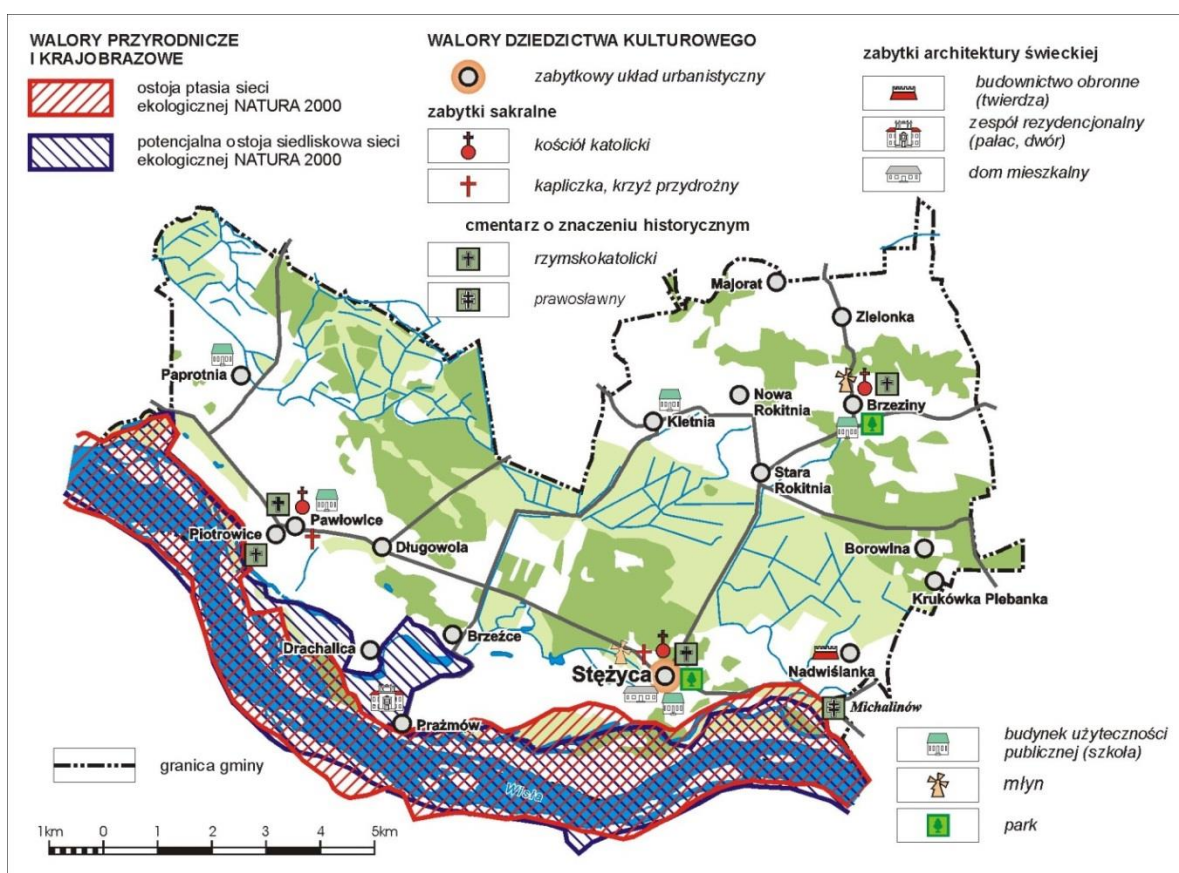 WALORY PRZYRODNICZE
I KRAJOBRAZOWE
ostoja ptasia sieci
ekologicznej NATURA 2000
potencjalna ostoja siedliskowa sieci
ekologicznej NATURA 2000
WALORY DZIEDZICTWA KULTUROWEGO
zabytkowy układ urbanistyczny
zabytki sakralne
kościół katolicki
kapliczka, krzyż przydrożny
cmentarz o znaczeniu historycznym
rzymskokatolicki
prawosławny
zabytki architektury świeckiej
budownictwo obronne
(twierdza)
zespół rezydencjonalny
(pałac, dwór)
dom mieszkalny
Majorat
Zielonka
Paprotnia
Nowa
Rokitnia
Brzeziny
Kletnia
Stara
Rokitnia
Pawłowice
Piotrowice
Długowola
Borowina
Krukówka Plebanka
Brzeźce
Drachalica
Stężyca
Nadwiślanka
Michalinów
Prażmów
Wisła
granica gminy
1km 0 1 2 3 4 5km
budynek użyteczności
publicznej (szkoła)
młyn
park